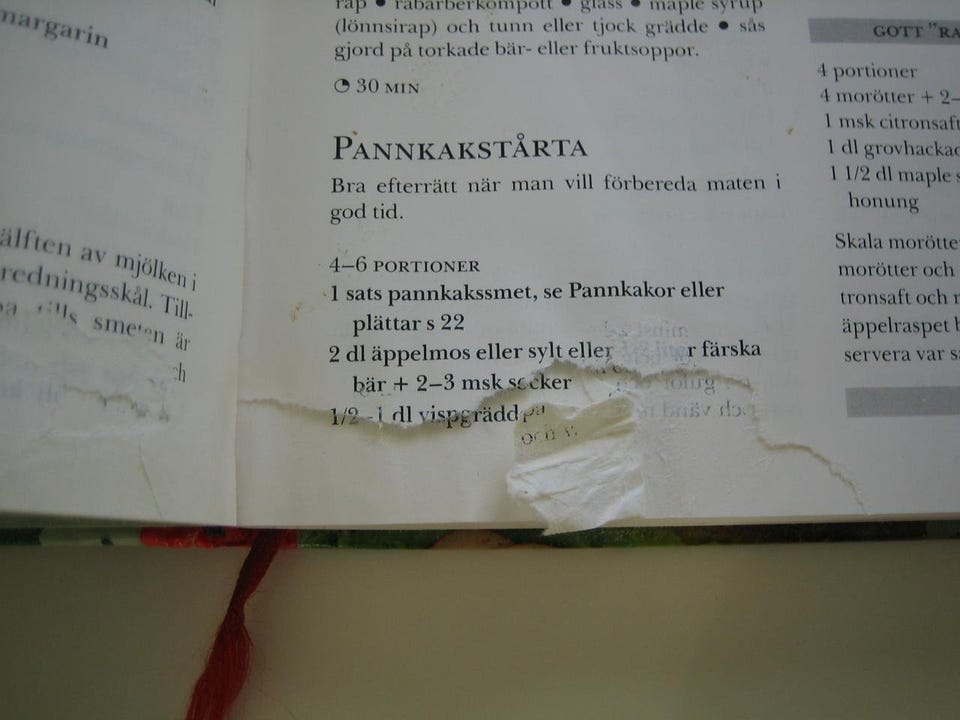 margarin
älften av mjölken i
redningsskål. Till-
smeten är
rap • rabarberkompott • glass • maple syrup
(lönnsirap) och tunn eller tjock grädde • sås
gjord på torkade bär- eller fruktsoppor.
30 MIN
PANNKAKSTÅRTA
Bra efterrätt när man vill förbereda maten i
god tid.
4–6 PORTIONER
1 sats pannkakssmet, se Pannkakor eller
plättar s 22
2 dl äppelmos eller sylt eller r färska
bär + 2–3 msk socker
1/2–1 dl vispgrädd
GOTT "RA
4 portioner
4 morötter + 2–
1 msk citronsaft
1 dl grovhackad
1 1/2 dl maple s
honung
Skala morötte
morötter och
tronsaft och r
äppelraspet
servera var s